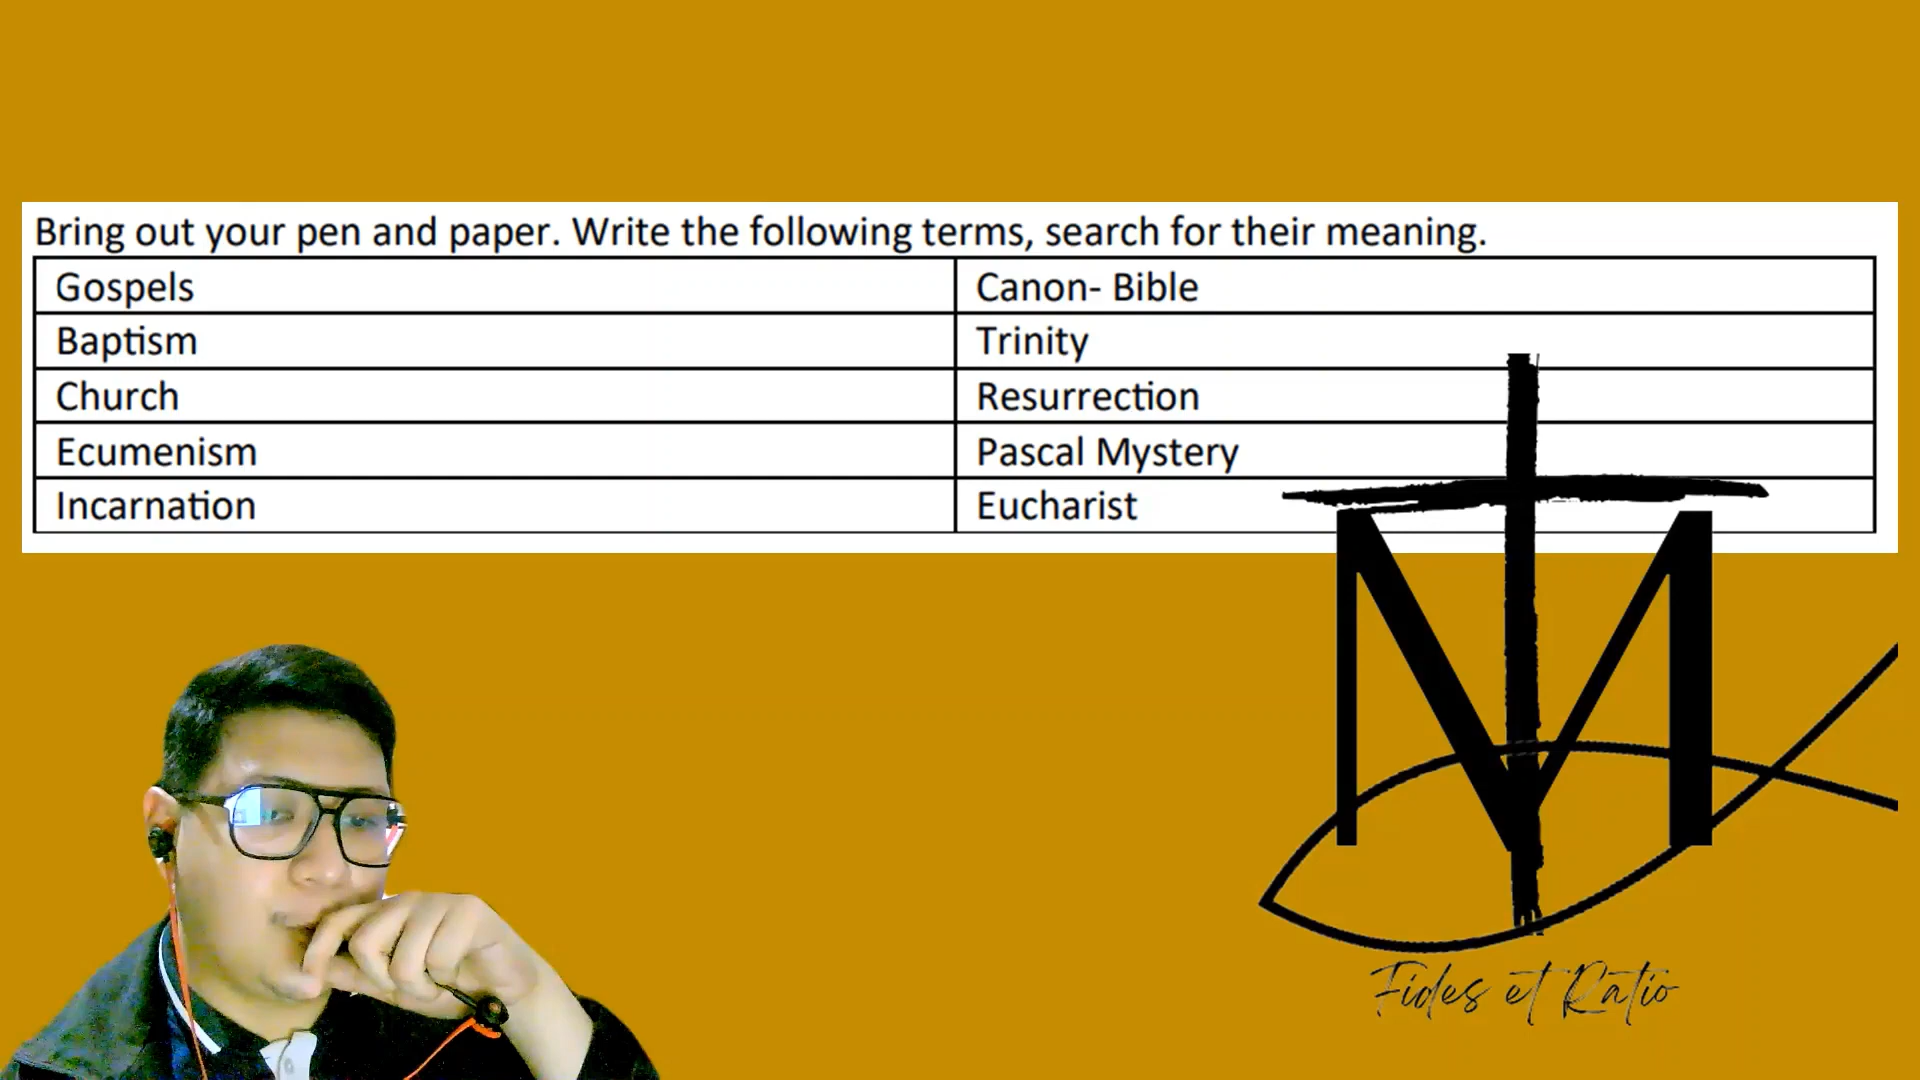 Bring out your pen and paper. Write the following terms, search for their meaning.
Gospels Canon- Bible
Baptism Trinity
Church Resurrection
Ecumenism Pascal Mystery
Incarnation Eucharist
Fides et Ratio